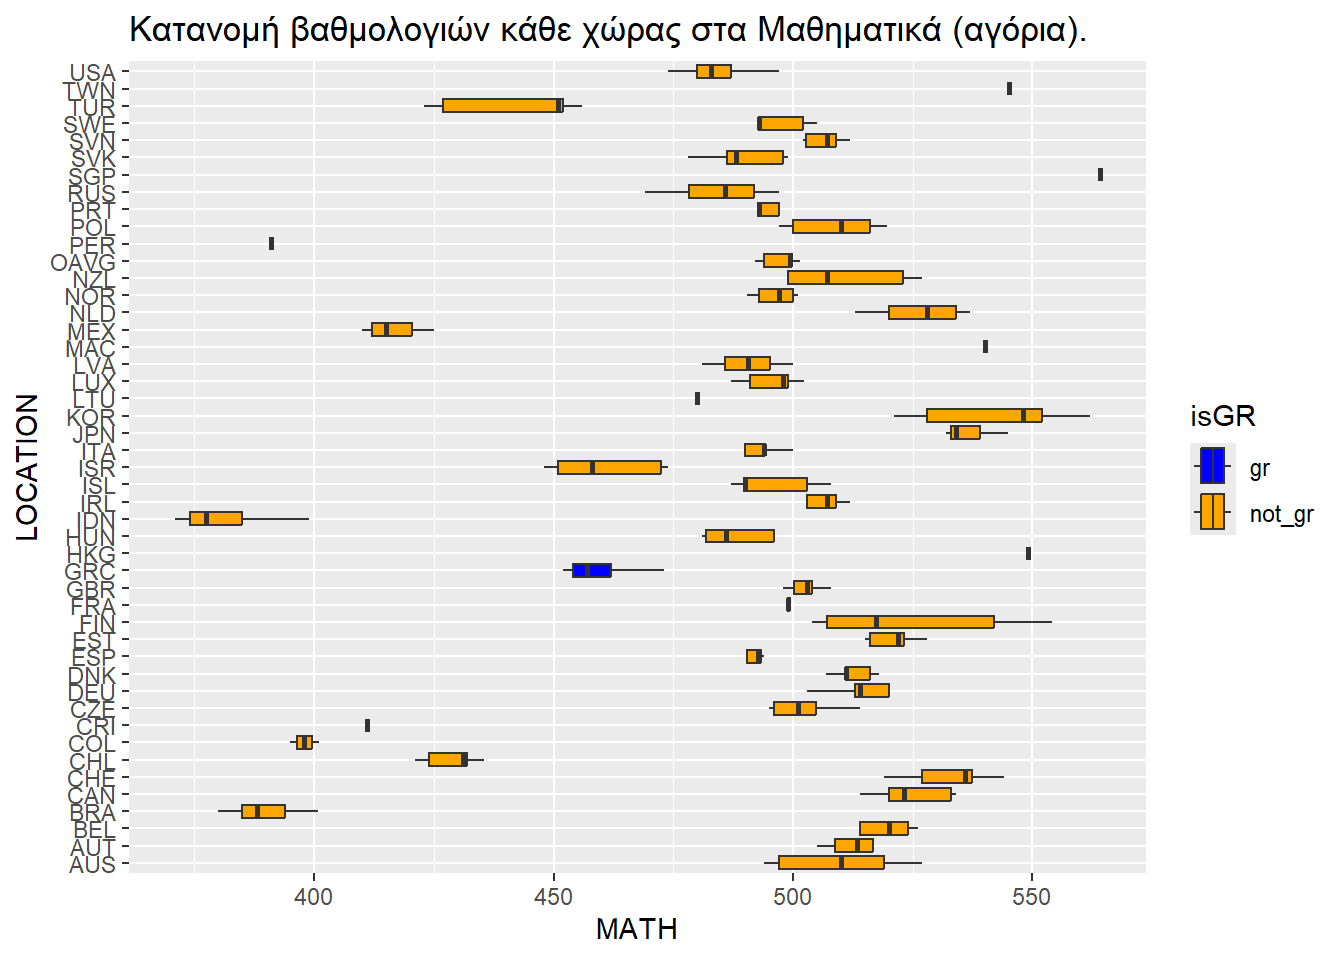 Κατανομή βαθμολογιών κάθε χώρας στα Μαθηματικά (αγόρια).
USA
TWN
TUR
SWE
SVN
SVK
SGP
RUS
PRT
POL
PER
OAVG
NZL
NOR
NLD
MEX
MAC
LVA
LUX
LTU
KOR
JPN
ITA
ISR
ISL
IRL
IDN
HUN
HKG
GRC
GBR
FRA
FIN
EST
ESP
DNK
DEU
CZE
CRI
COL
CHL
CHE
CAN
BRA
BEL
AUT
AUS
LOCATION
400 450 500 550
MATH
isGR
gr
not_gr